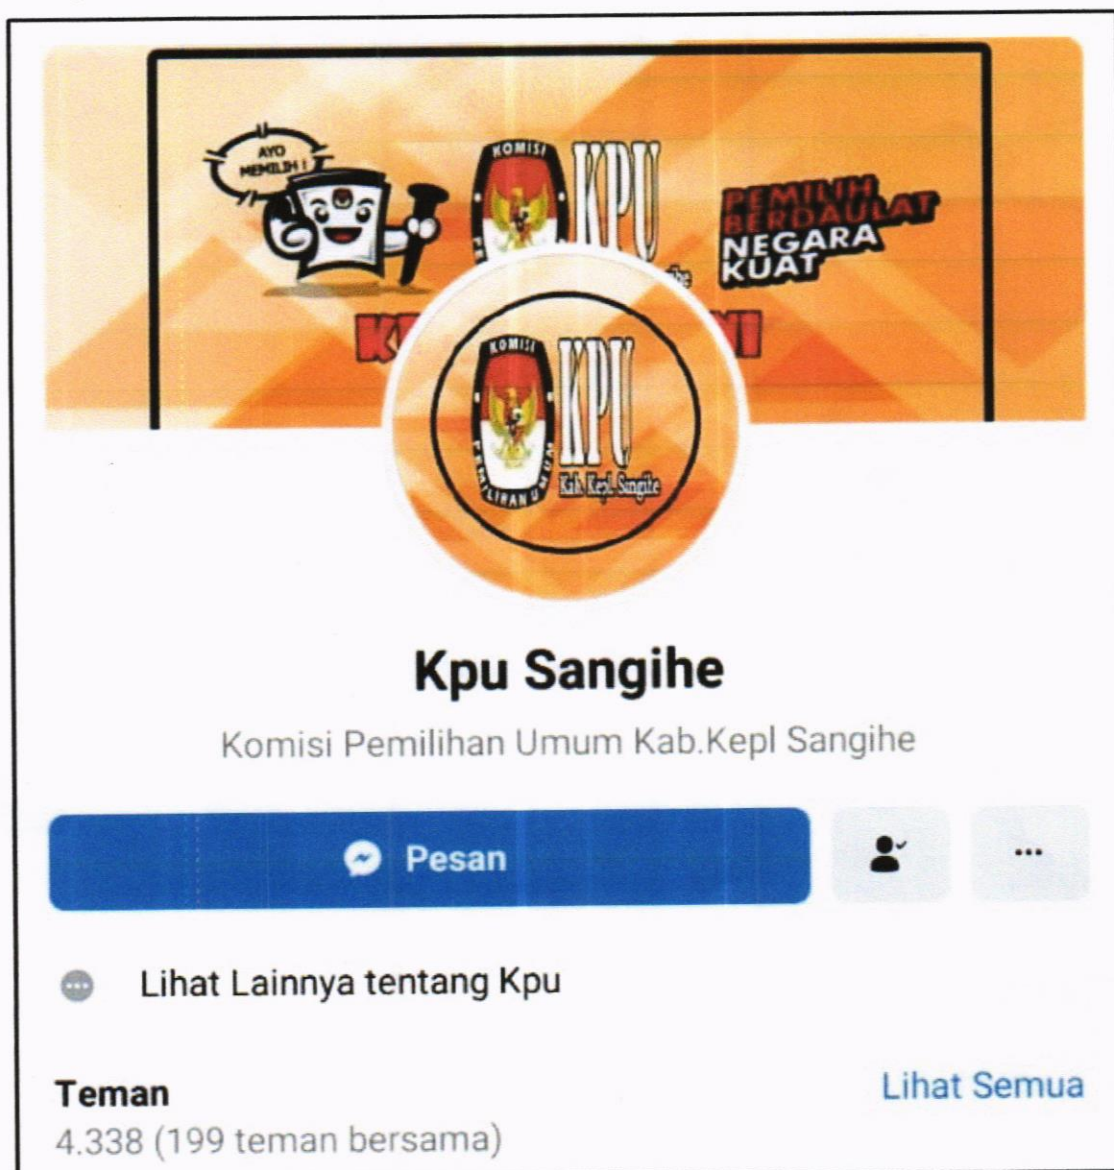 AYO
MEMILIH !
KOMISI
KPU
PEMILIH
BERDAULAT
NEGARA
KUAT
KOMISI
PEMILIHAN UMUM
KPU
Kab. Kepl. Sangihe
Kpu Sangihe
Komisi Pemilihan Umum Kab.Kepl Sangihe
Pesan
Lihat Lainnya tentang Kpu
Teman
Lihat Semua
4.338 (199 teman bersama)